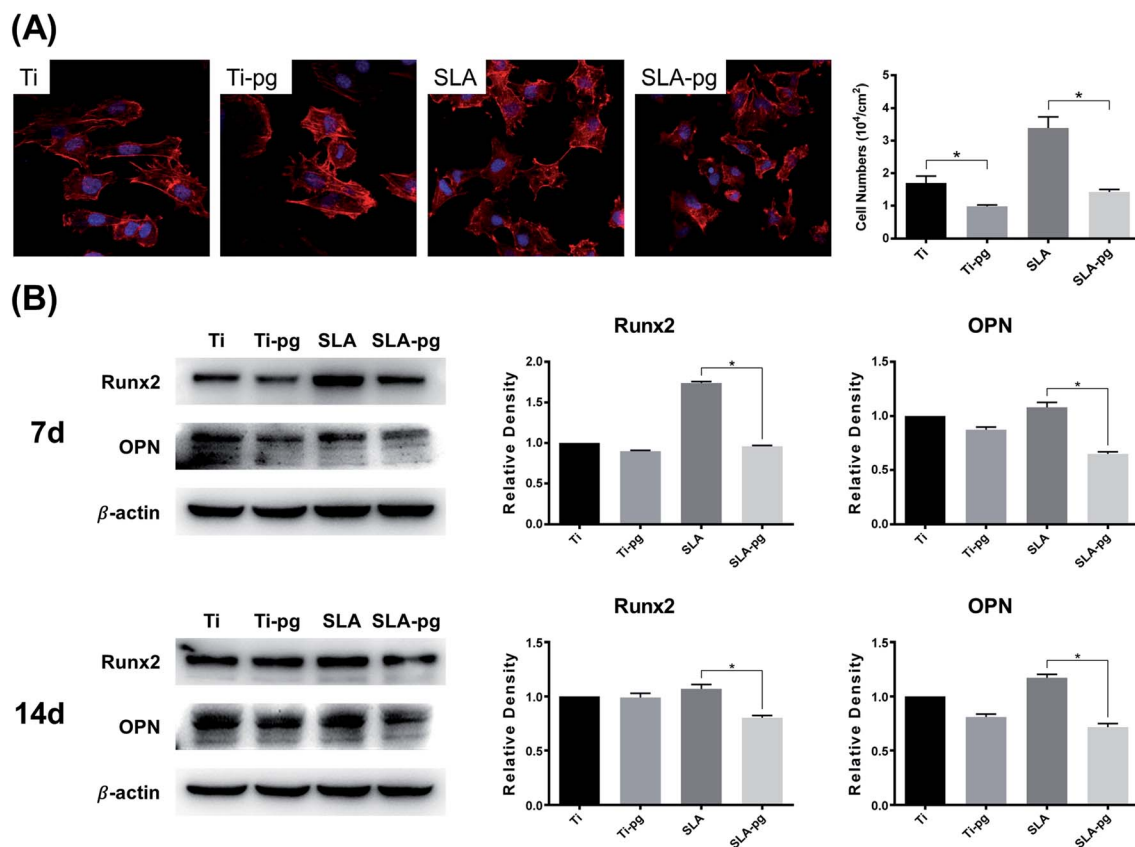 (A)
Ti
Ti-pg
SLA
SLA-pg
Cell Numbers (10⁴/cm²)
5
4
3
2
1
0
*
*
Ti
Ti-pg
SLA
SLA-pg
(B)
Ti Ti-pg SLA SLA-pg
7d
Runx2
OPN
β-actin
Runx2
Relative Density
2.0
1.5
1.0
0.5
0.0
*
Ti
Ti-pg
SLA
SLA-pg
OPN
Relative Density
1.5
1.0
0.5
0.0
*
Ti
Ti-pg
SLA
SLA-pg
Ti Ti-pg SLA SLA-pg
14d
Runx2
OPN
β-actin
Runx2
Relative Density
1.5
1.0
0.5
0.0
*
Ti
Ti-pg
SLA
SLA-pg
OPN
Relative Density
1.5
1.0
0.5
0.0
*
Ti
Ti-pg
SLA
SLA-pg